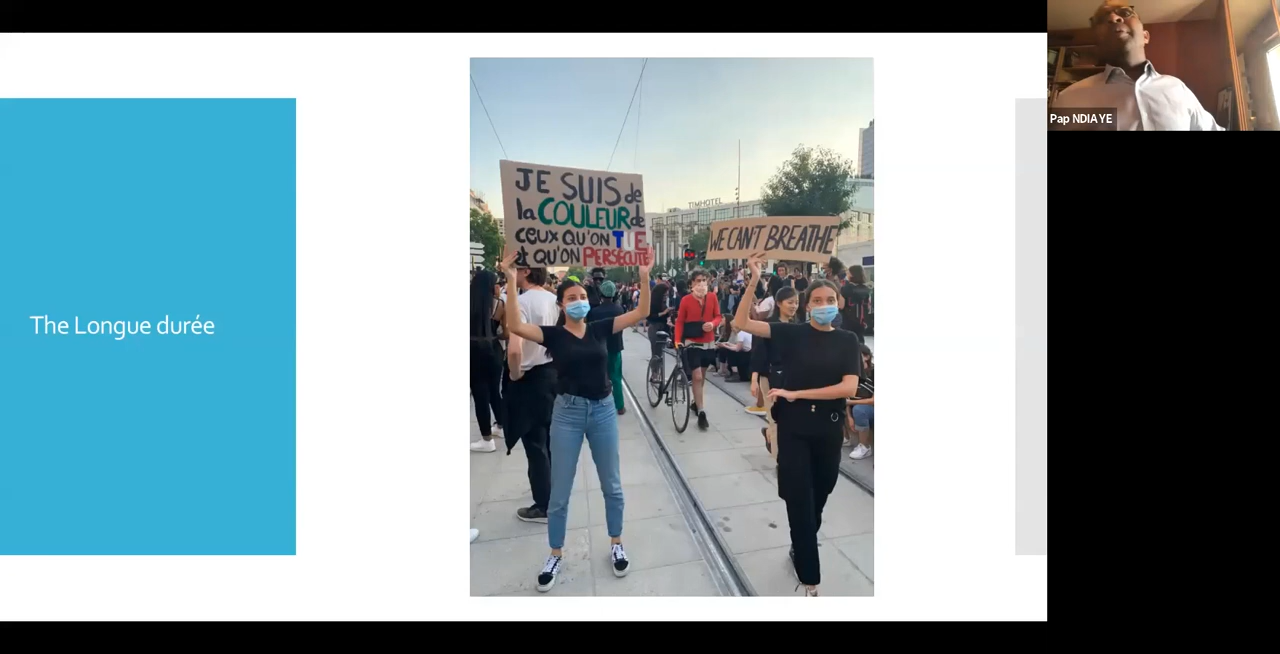 The Longue durée
JE SUIS de
la COULEUR de
ceux QU'ON TUE
et QU'ON PERSÉCUTE
TIMHOTEL
WE CAN'T BREATHE
Pap NDIAYE